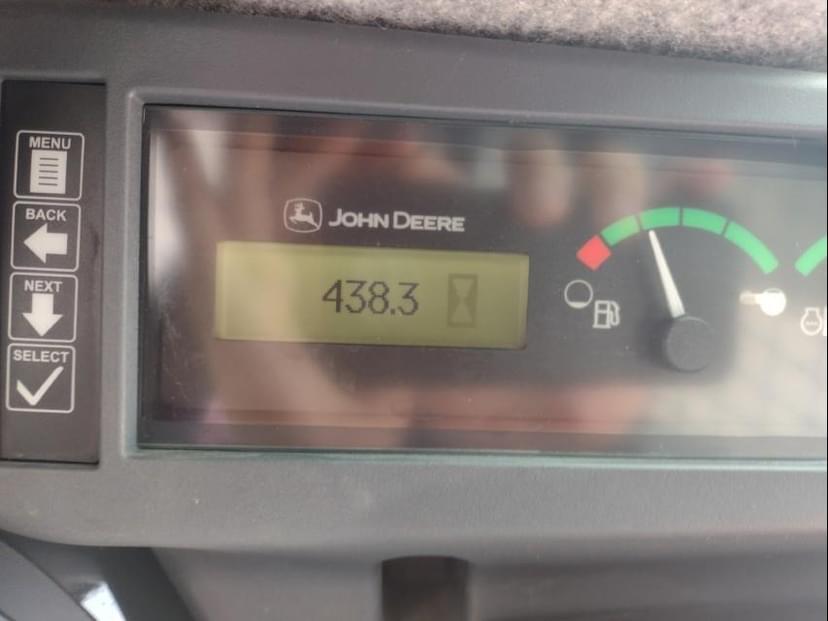 MENU
BACK
NEXT
SELECT
JOHN DEERE
438.3